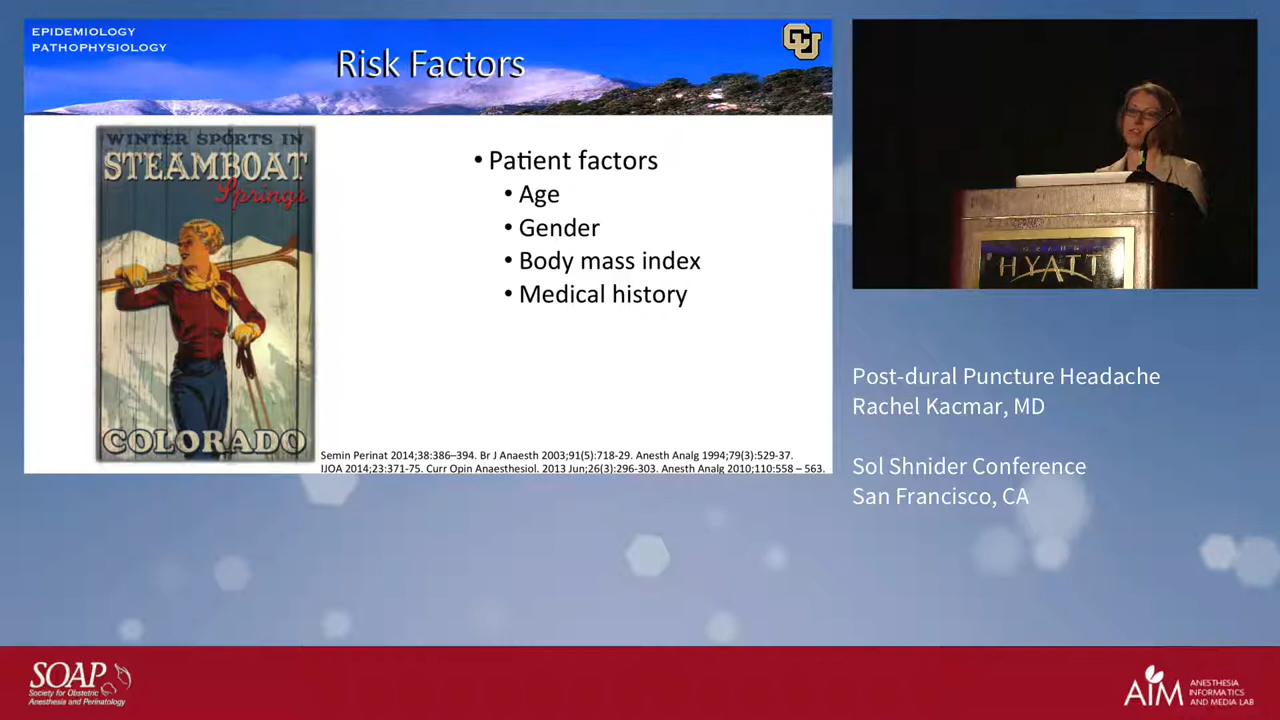 EPIDEMIOLOGY
PATHOPHYSIOLOGY
Risk Factors
CU
WINTER SPORTS IN
STEAMBOAT
Springs
COLORADO
• Patient factors
• Age
• Gender
• Body mass index
• Medical history
Semin Perinat 2014;38:386–394. Br J Anaesth 2003;91(5):718-29. Anesth Analg 1994;79(3):529-37.
IJOA 2014;23:371-75. Curr Opin Anaesthesiol. 2013 Jun;26(3):296-303. Anesth Analg 2010;110:558 – 563.
GRAND
HYATT
Post-dural Puncture Headache
Rachel Kacmar, MD
Sol Shnider Conference
San Francisco, CA
SOAP
Society for Obstetric
Anesthesia and Perinatology
AIM
ANESTHESIA
INFORMATICS
AND MEDIA LAB